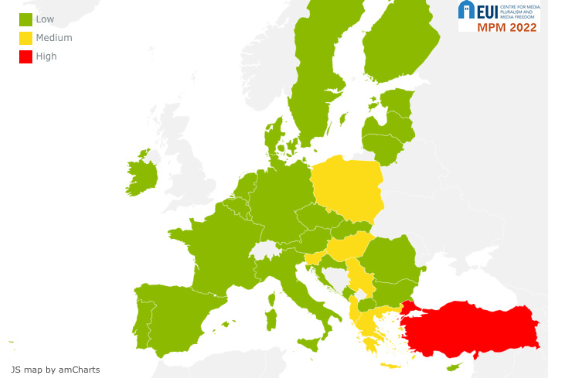 Low
Medium
High
EUI
CENTRE FOR MEDIA
PLURALISM AND
MEDIA FREEDOM
MPM 2022
JS map by amCharts